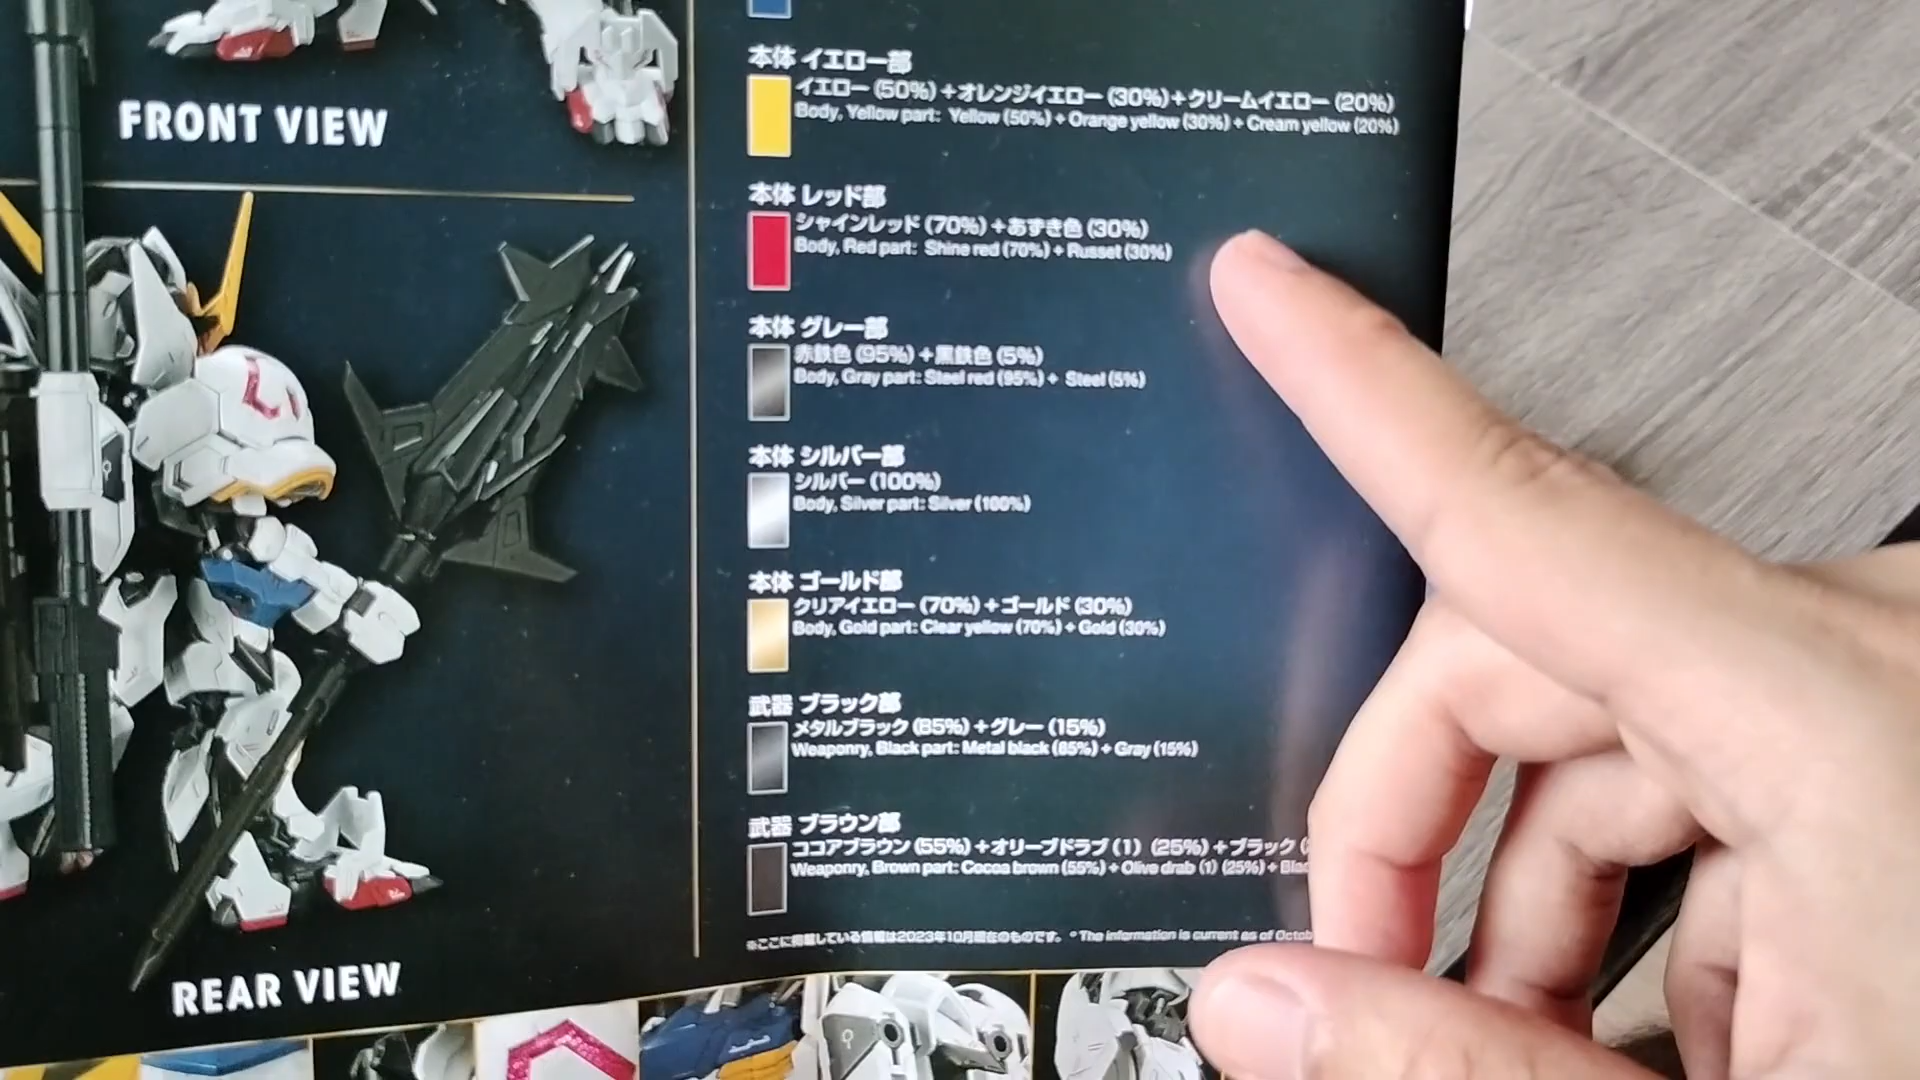 FRONT VIEW
REAR VIEW
本体 イエロー部
イエロー (50%) +オレンジイエロー (30%)+クリームイエロー (20%)
Body, Yellow part: Yellow (50%) + Orange yellow (30%) + Cream yellow (20%)
本体 レッド部
シャインレッド (70%) +あずき色 (30%)
Body, Red part: Shine red (70%) + Russet (30%)
本体 グレー部
赤鉄色 (95%) +黒鉄色 (5%)
Body, Gray part: Steel red (95%) + Steel (5%)
本体 シルバー部
シルバー (100%)
Body, Silver part: Silver (100%)
本体 ゴールド部
クリアイエロー (70%) +ゴールド (30%)
Body, Gold part: Clear yellow (70%) + Gold (30%)
武器 ブラック部
メタルブラック (85%) +グレー (15%)
Weaponry, Black part: Metal black (85%) + Gray (15%)
武器 ブラウン部
ココアブラウン (55%) +オリーブドラブ (1) (25%) +ブラック (
Weaponry, Brown part: Cocoa brown (55%) + Olive drab (1) (25%) +
※ここに掲載している情報は2023年10月現在のものです。 * The information is current as of